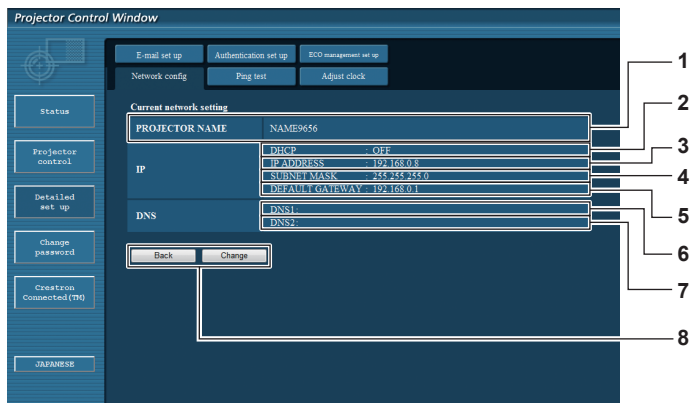 Projector Control Window
E-mail set up
Authentication set up
ECO management set up
Network config
Ping test
Adjust clock
Status
Projector
control
Detailed
set up
Change
password
Crestron
Connected(TM)
JAPANESE
Current network setting
PROJECTOR NAME NAME9656
IP
DHCP : OFF
IP ADDRESS : 192.168.0.8
SUBNET MASK : 255.255.255.0
DEFAULT GATEWAY : 192.168.0.1
DNS
DNS1:
DNS2:
Back
Change
1
2
3
4
5
6
7
8